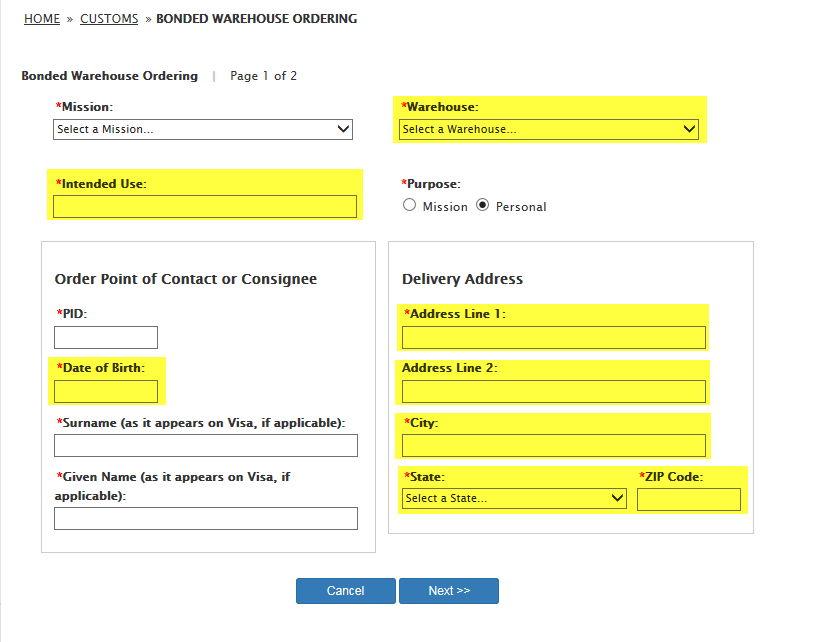 HOME » CUSTOMS » BONDED WAREHOUSE ORDERING
Bonded Warehouse Ordering | Page 1 of 2
*Mission:
Select a Mission...
*Warehouse:
Select a Warehouse...
*Intended Use:
*Purpose:
Mission Personal
Order Point of Contact or Consignee
*PID:
*Date of Birth:
*Surname (as it appears on Visa, if applicable):
*Given Name (as it appears on Visa, if
applicable):
Delivery Address
*Address Line 1:
Address Line 2:
*City:
*State:
Select a State...
*ZIP Code:
Cancel
Next >>